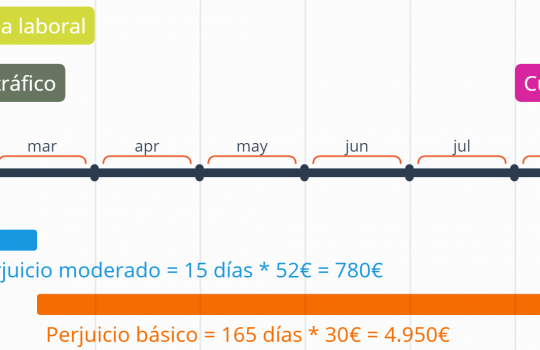 a laboral
ráfico
C
mar apr may jun jul
juicio moderado = 15 días * 52€ = 780€
Perjuicio básico = 165 días * 30€ = 4.950€